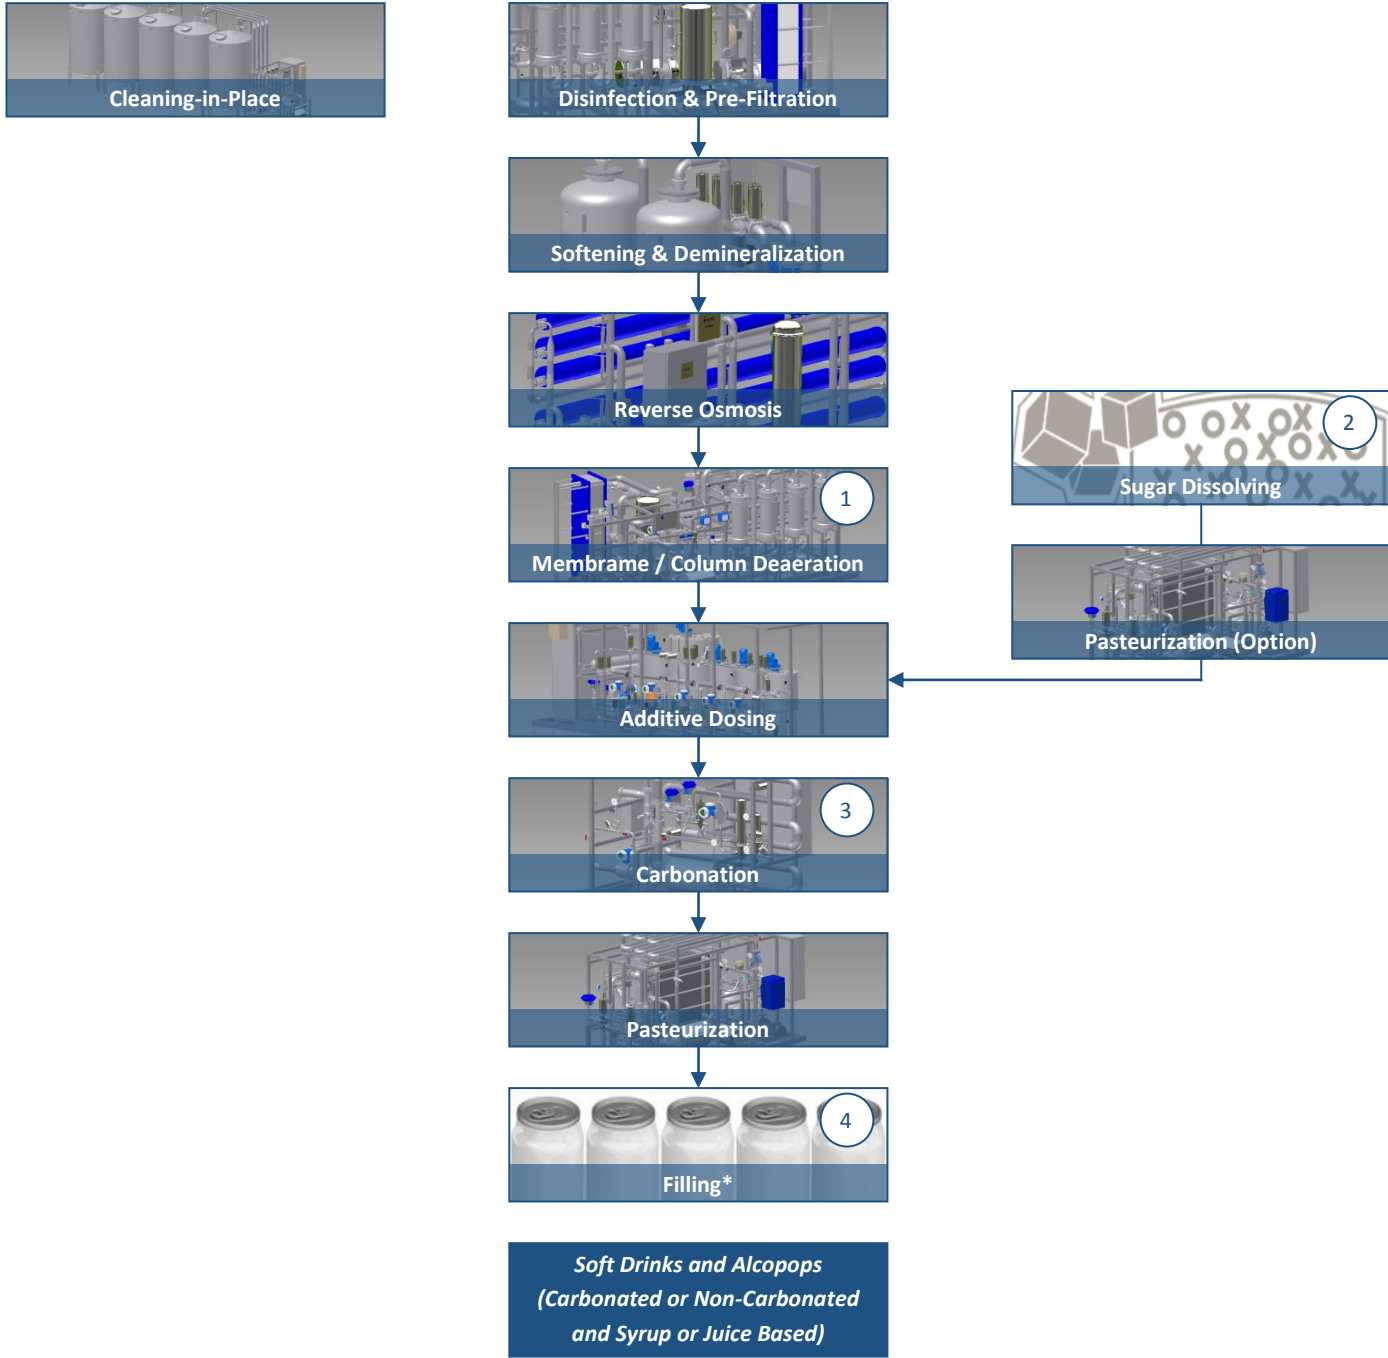 Cleaning-in-Place
Disinfection & Pre-Filtration
Softening & Demineralization
Reverse Osmosis
1
Membrame / Column Deaeration
2
Sugar Dissolving
Pasteurization (Option)
Additive Dosing
3
Carbonation
Pasteurization
4
Filling*
Soft Drinks and Alcopops
(Carbonated or Non-Carbonated
and Syrup or Juice Based)